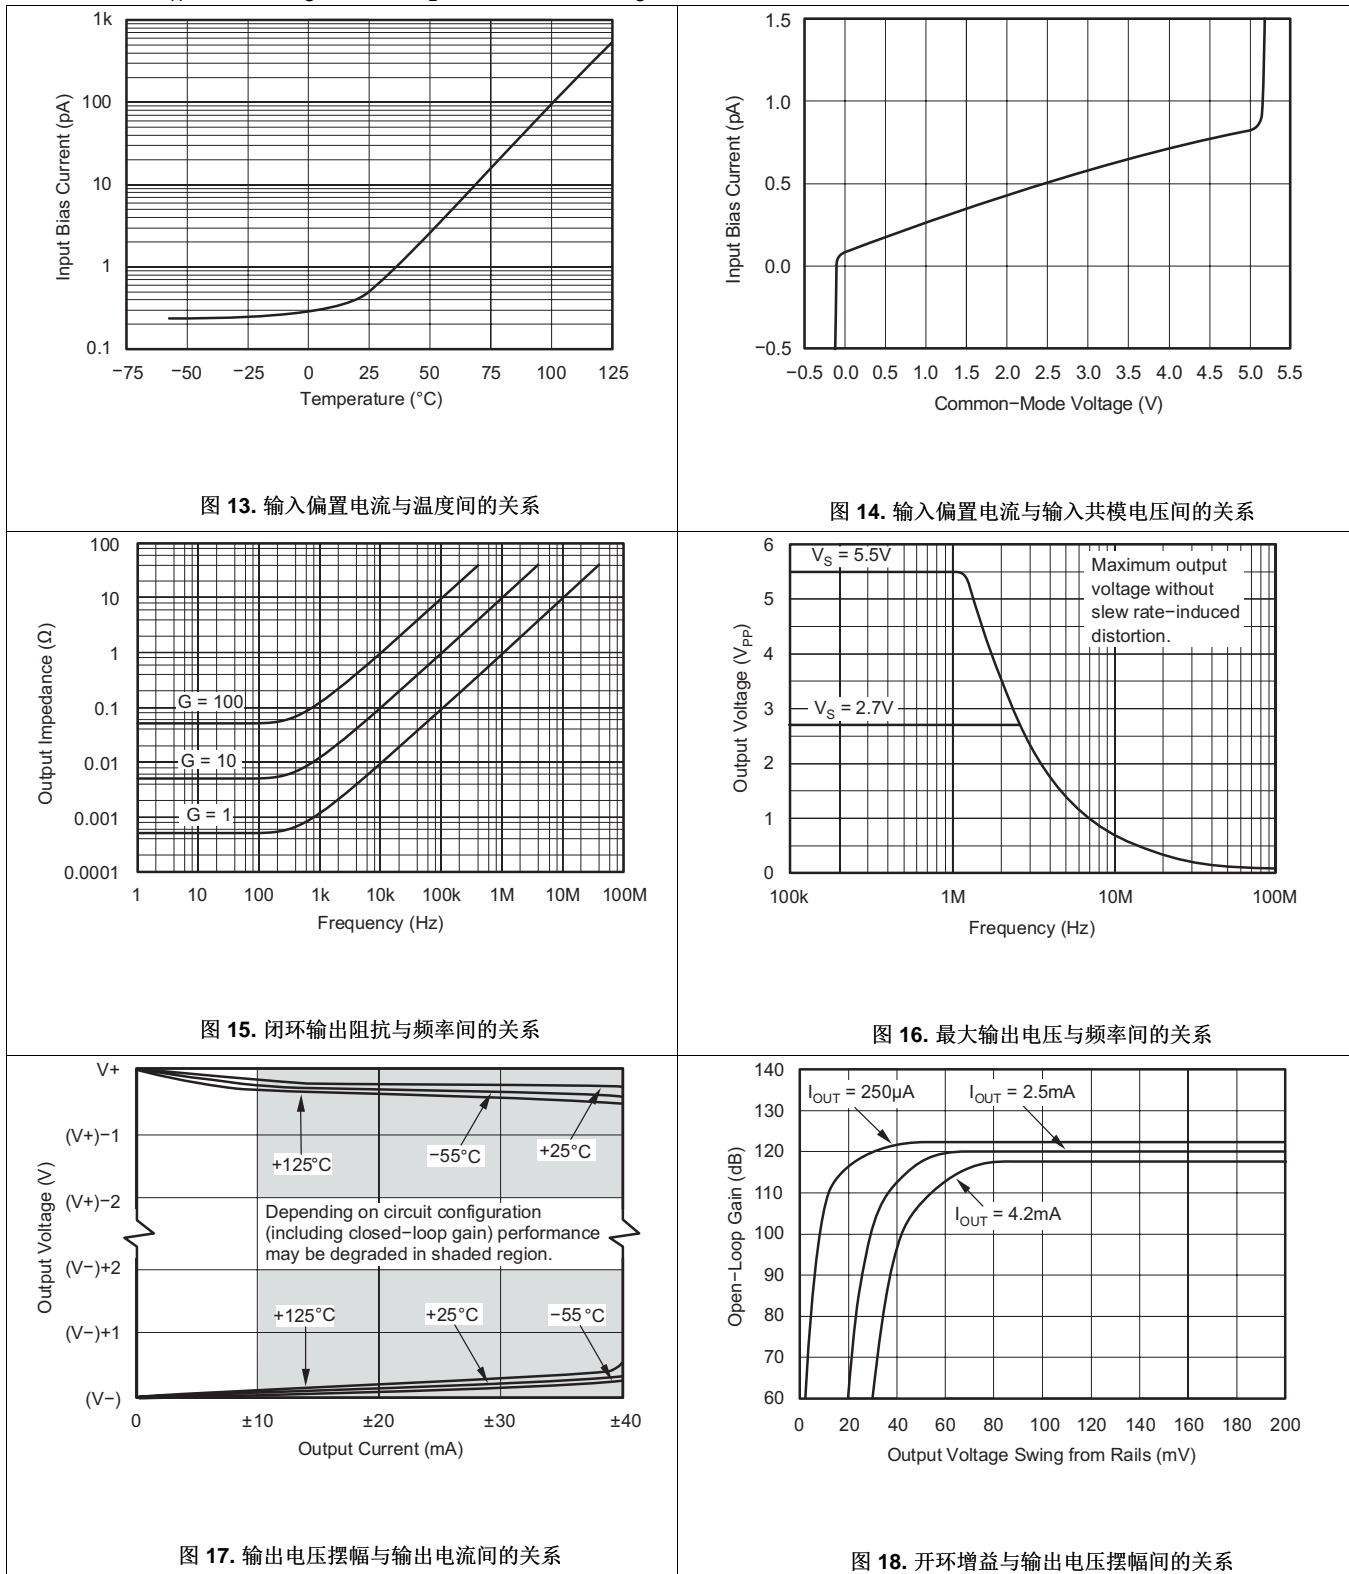 1k
100
10
1
0.1
Input Bias Current (pA)
−75 −50 −25 0 25 50 75 100 125
Temperature (°C)
图 13. 输入偏置电流与温度间的关系
1.5
1.0
0.5
0.0
−0.5
Input Bias Current (pA)
−0.5 0.0 0.5 1.0 1.5 2.0 2.5 3.0 3.5 4.0 4.5 5.0 5.5
Common−Mode Voltage (V)
图 14. 输入偏置电流与输入共模电压间的关系
100
10
1
0.1
0.01
0.001
0.0001
Output Impedance (Ω)
G = 100
G = 10
G = 1
1 10 100 1k 10k 100k 1M 10M 100M
Frequency (Hz)
图 15. 闭环输出阻抗与频率间的关系
6
5
4
3
2
1
0
Output Voltage (VPP)
VS = 5.5V
VS = 2.7V
Maximum output
voltage without
slew rate−induced
distortion.
100k 1M 10M 100M
Frequency (Hz)
图 16. 最大输出电压与频率间的关系
V+
(V+)−1
(V+)−2
(V−)+2
(V−)+1
(V−)
Output Voltage (V)
+125°C
−55°C
+25°C
Depending on circuit configuration
(including closed−loop gain) performance
may be degraded in shaded region.
+125°C
+25°C
−55°C
0 ±10 ±20 ±30 ±40
Output Current (mA)
图 17. 输出电压摆幅与输出电流间的关系
140
130
120
110
100
90
80
70
60
Open−Loop Gain (dB)
IOUT = 250µA
IOUT = 2.5mA
IOUT = 4.2mA
0 20 40 60 80 100 120 140 160 180 200
Output Voltage Swing from Rails (mV)
图 18. 开环增益与输出电压摆幅间的关系